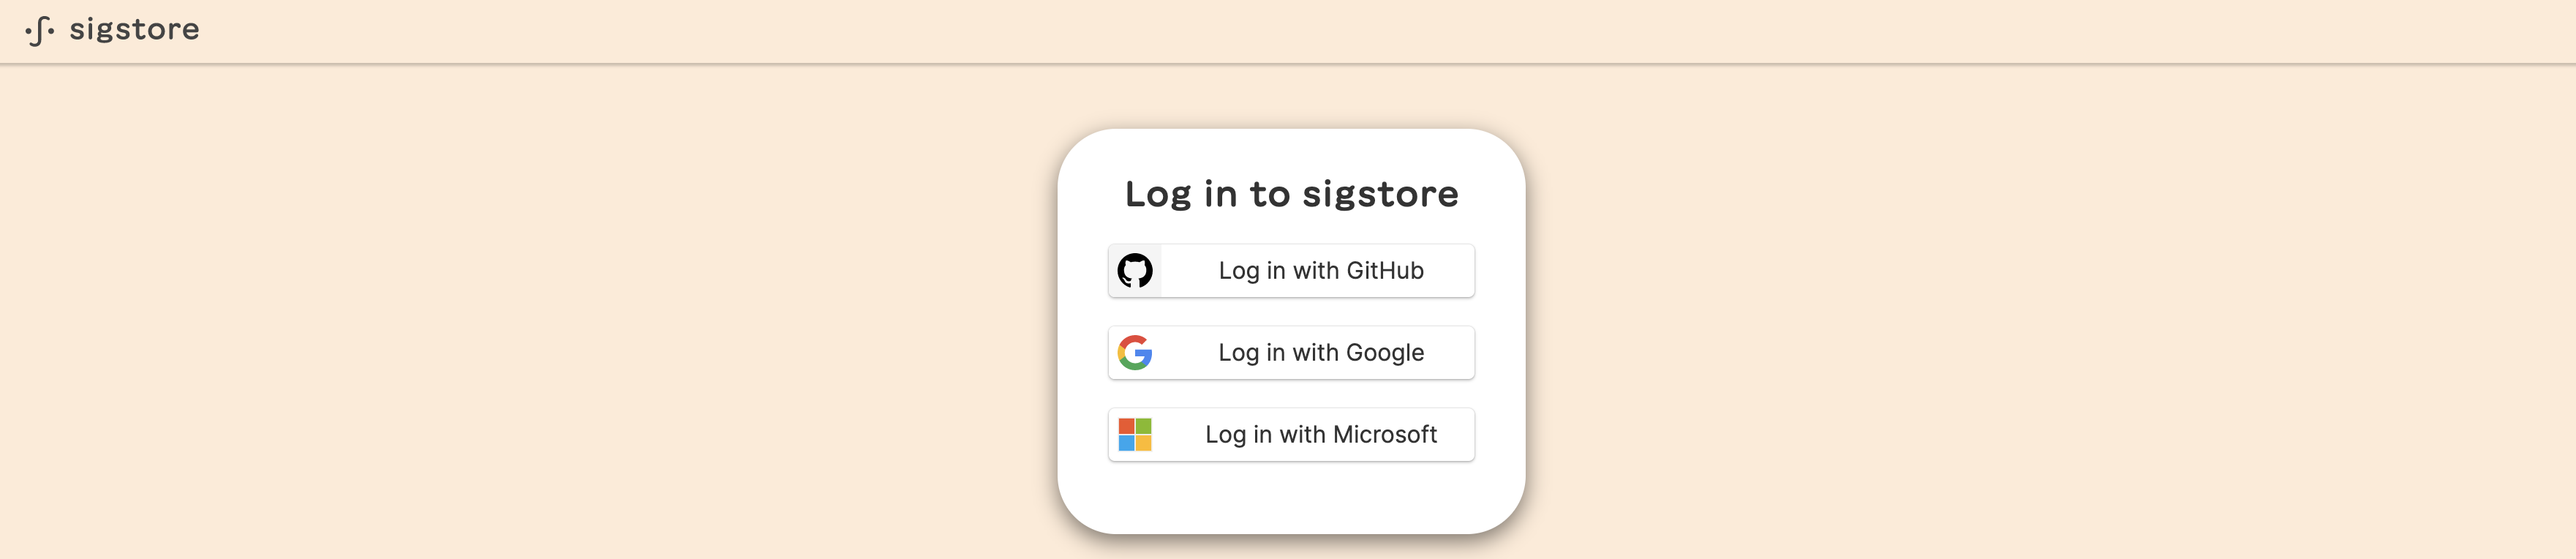 sigstore
Log in to sigstore
Log in with GitHub
Log in with Google
Log in with Microsoft